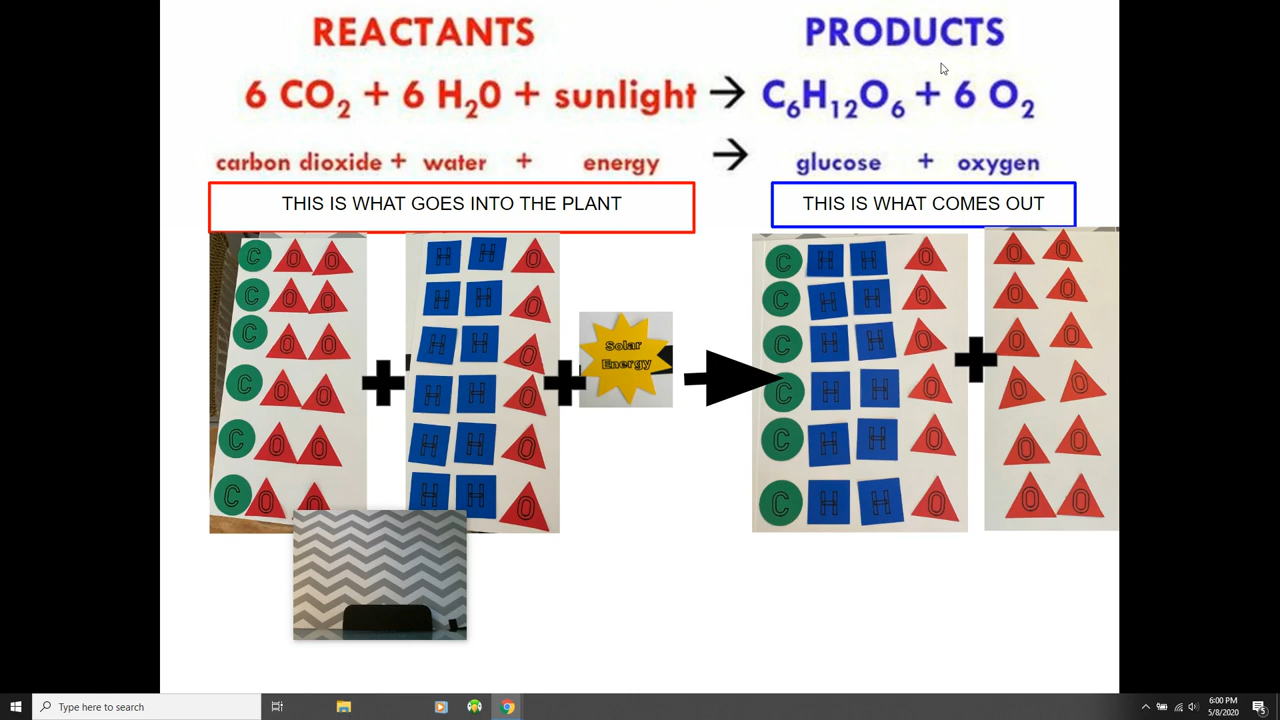 REACTANTS PRODUCTS
6 CO₂ + 6 H₂0 + sunlight → C₆H₁₂O₆ + 6 O₂
carbon dioxide + water + energy → glucose + oxygen
THIS IS WHAT GOES INTO THE PLANT THIS IS WHAT COMES OUT
C O O H H O C H H O O O
C O O H H O C H H O O O
C O O + H H O + Solar Energy C H H O + O O
C O O H H O C H H O O O
C O O H H O C H H O O O
C O O H H O C H H O O O
Type here to search
6:00 PM
5/8/2020
5